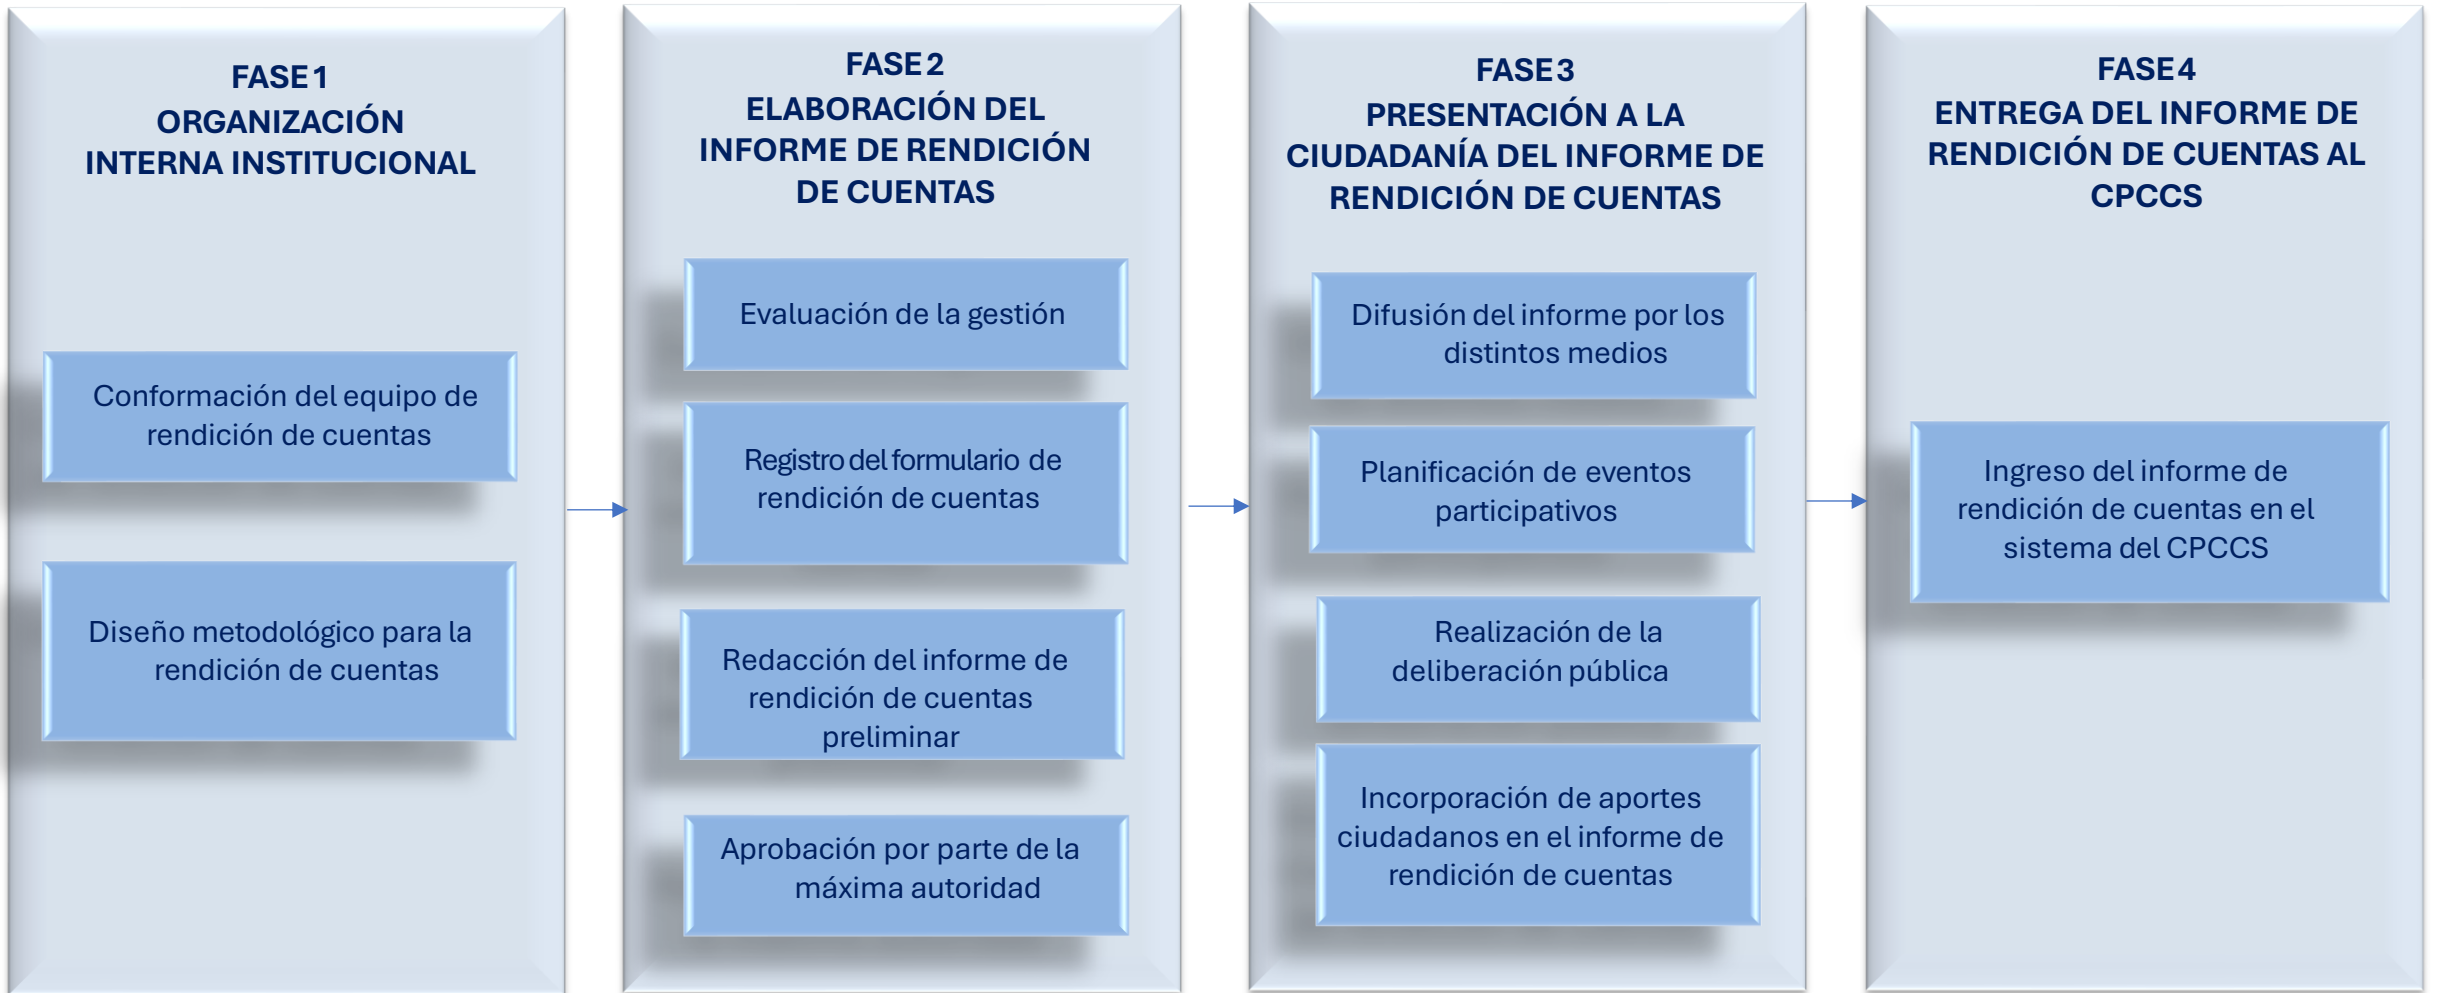 FASE 1
ORGANIZACIÓN
INTERNA INSTITUCIONAL
Conformación del equipo de
rendición de cuentas
Diseño metodológico para la
rendición de cuentas
FASE 2
ELABORACIÓN DEL
INFORME DE RENDICIÓN
DE CUENTAS
Evaluación de la gestión
Registro del formulario de
rendición de cuentas
Redacción del informe de
rendición de cuentas
preliminar
Aprobación por parte de la
máxima autoridad
FASE 3
PRESENTACIÓN A LA
CIUDADANÍA DEL INFORME DE
RENDICIÓN DE CUENTAS
Difusión del informe por los
distintos medios
Planificación de eventos
participativos
Realización de la
deliberación pública
Incorporación de aportes
ciudadanos en el informe de
rendición de cuentas
FASE 4
ENTREGA DEL INFORME DE
RENDICIÓN DE CUENTAS AL
CPCCS
Ingreso del informe de
rendición de cuentas en el
sistema del CPCCS